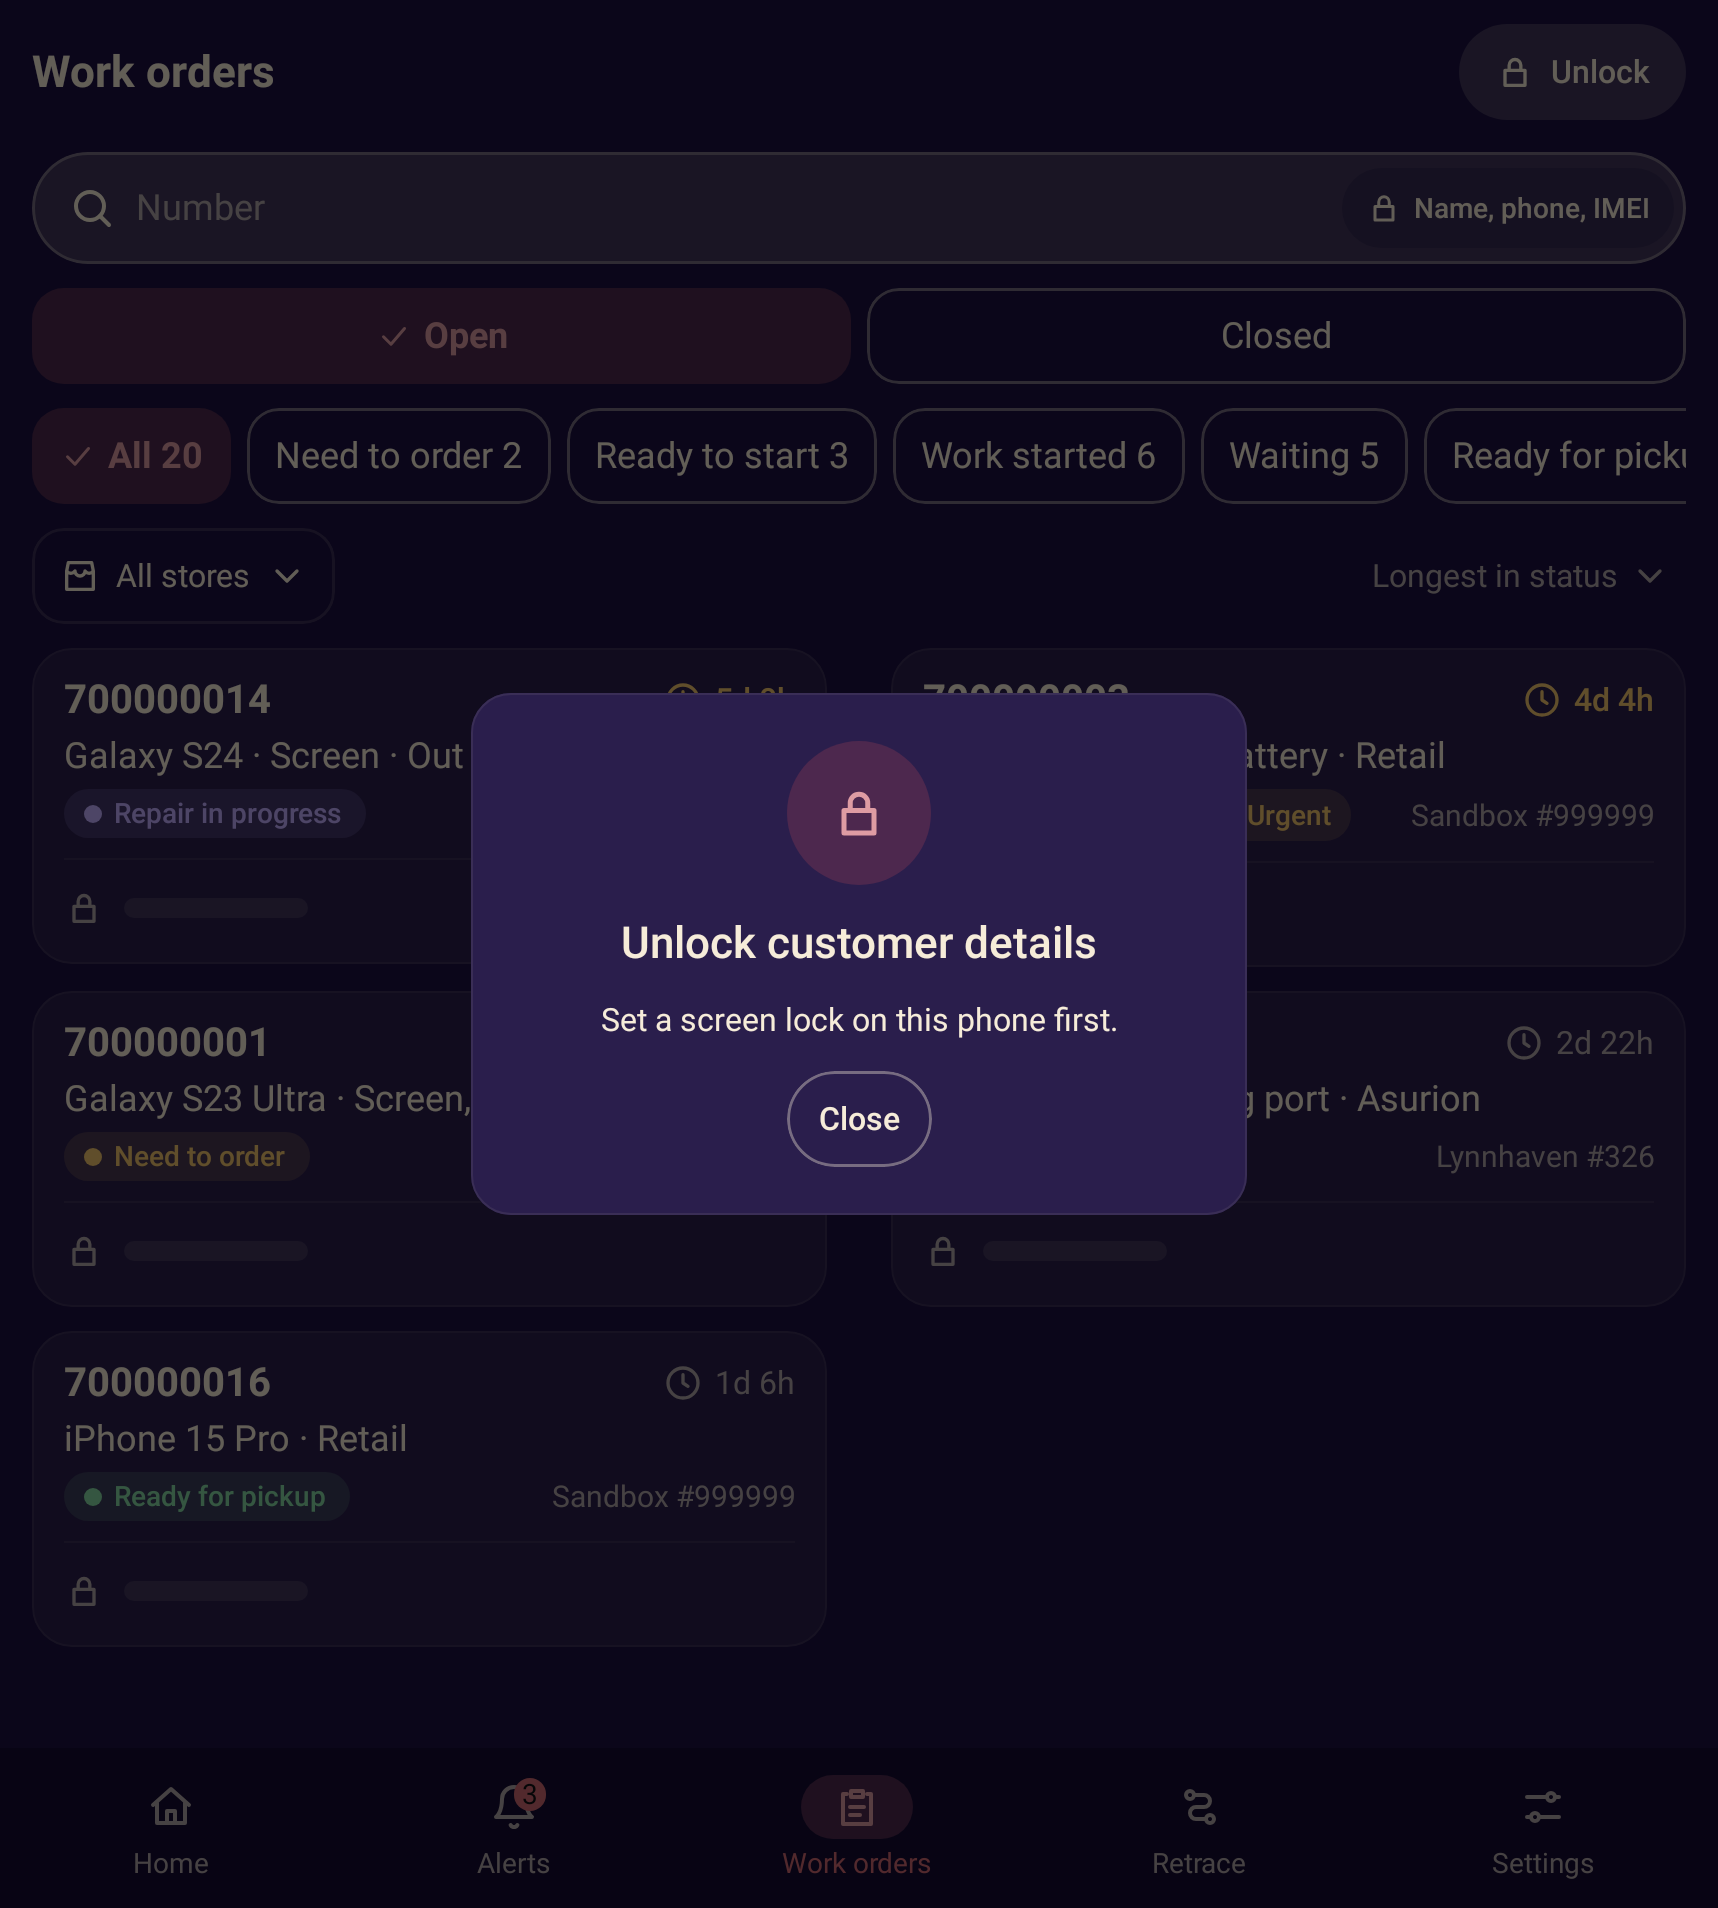 Work orders
Unlock
Number
Name, phone, IMEI
Open
Closed
All 20
Need to order 2
Ready to start 3
Work started 6
Waiting 5
Ready for
All stores
Longest in status
700000014
Galaxy S24 · Screen · Out
Repair in progress
4d 4h
· Retail
Urgent
Sandbox #999999
Unlock customer details
Set a screen lock on this phone first.
Close
700000001
Galaxy S23 Ultra · Screen,
Need to order
2d 22h
port · Asurion
Lynnhaven #326
700000016
1d 6h
iPhone 15 Pro · Retail
Ready for pickup
Sandbox #999999
3
Home
Alerts
Work orders
Retrace
Settings